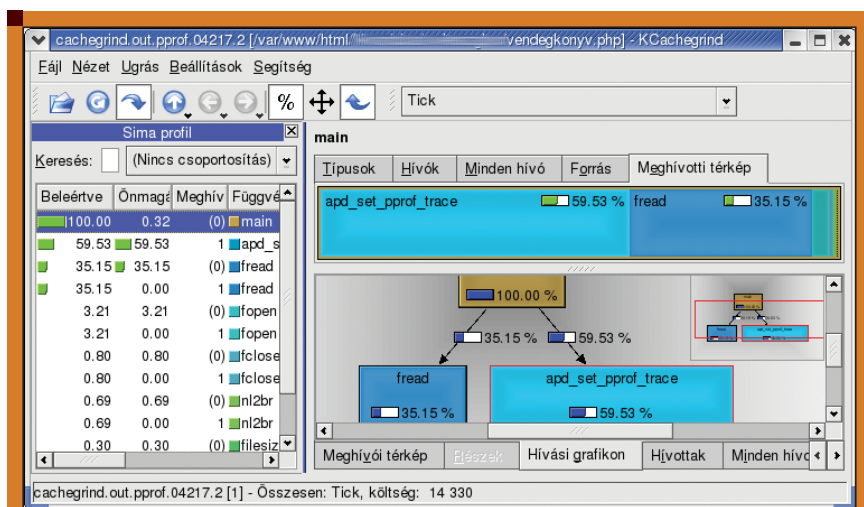 cachegrind.out.pprof.04217.2 [/var/www/html/ vendegkonyv.php] - KCachegrind
Fájl Nézet Ugrás Beállítások Segítség
% Tick
Sima profil
Keresés: (Nincs csoportosítás)
Beleértve Önmaga Meghív Függvé
100.00 0.32 (0) main
59.53 59.53 1 apd_s
35.15 35.15 (0) fread
35.15 0.00 1 fread
3.21 3.21 (0) fopen
3.21 0.00 1 fopen
0.80 0.80 (0) fclose
0.80 0.00 1 fclose
0.69 0.69 (0) nl2br
0.69 0.00 1 nl2br
0.30 0.30 (0) filesiz
main
Típusok Hívók Minden hívó Forrás Meghívotti térkép
apd_set_pprof_trace 59.53 % fread 35.15 %
100.00 %
35.15 % 59.53 %
fread apd_set_pprof_trace
35.15 % 59.53 %
Meghívói térkép Részek Hívási grafikon Hívottak Minden hívo
cachegrind.out.pprof.04217.2 [1] - Összesen: Tick, költség: 14 330